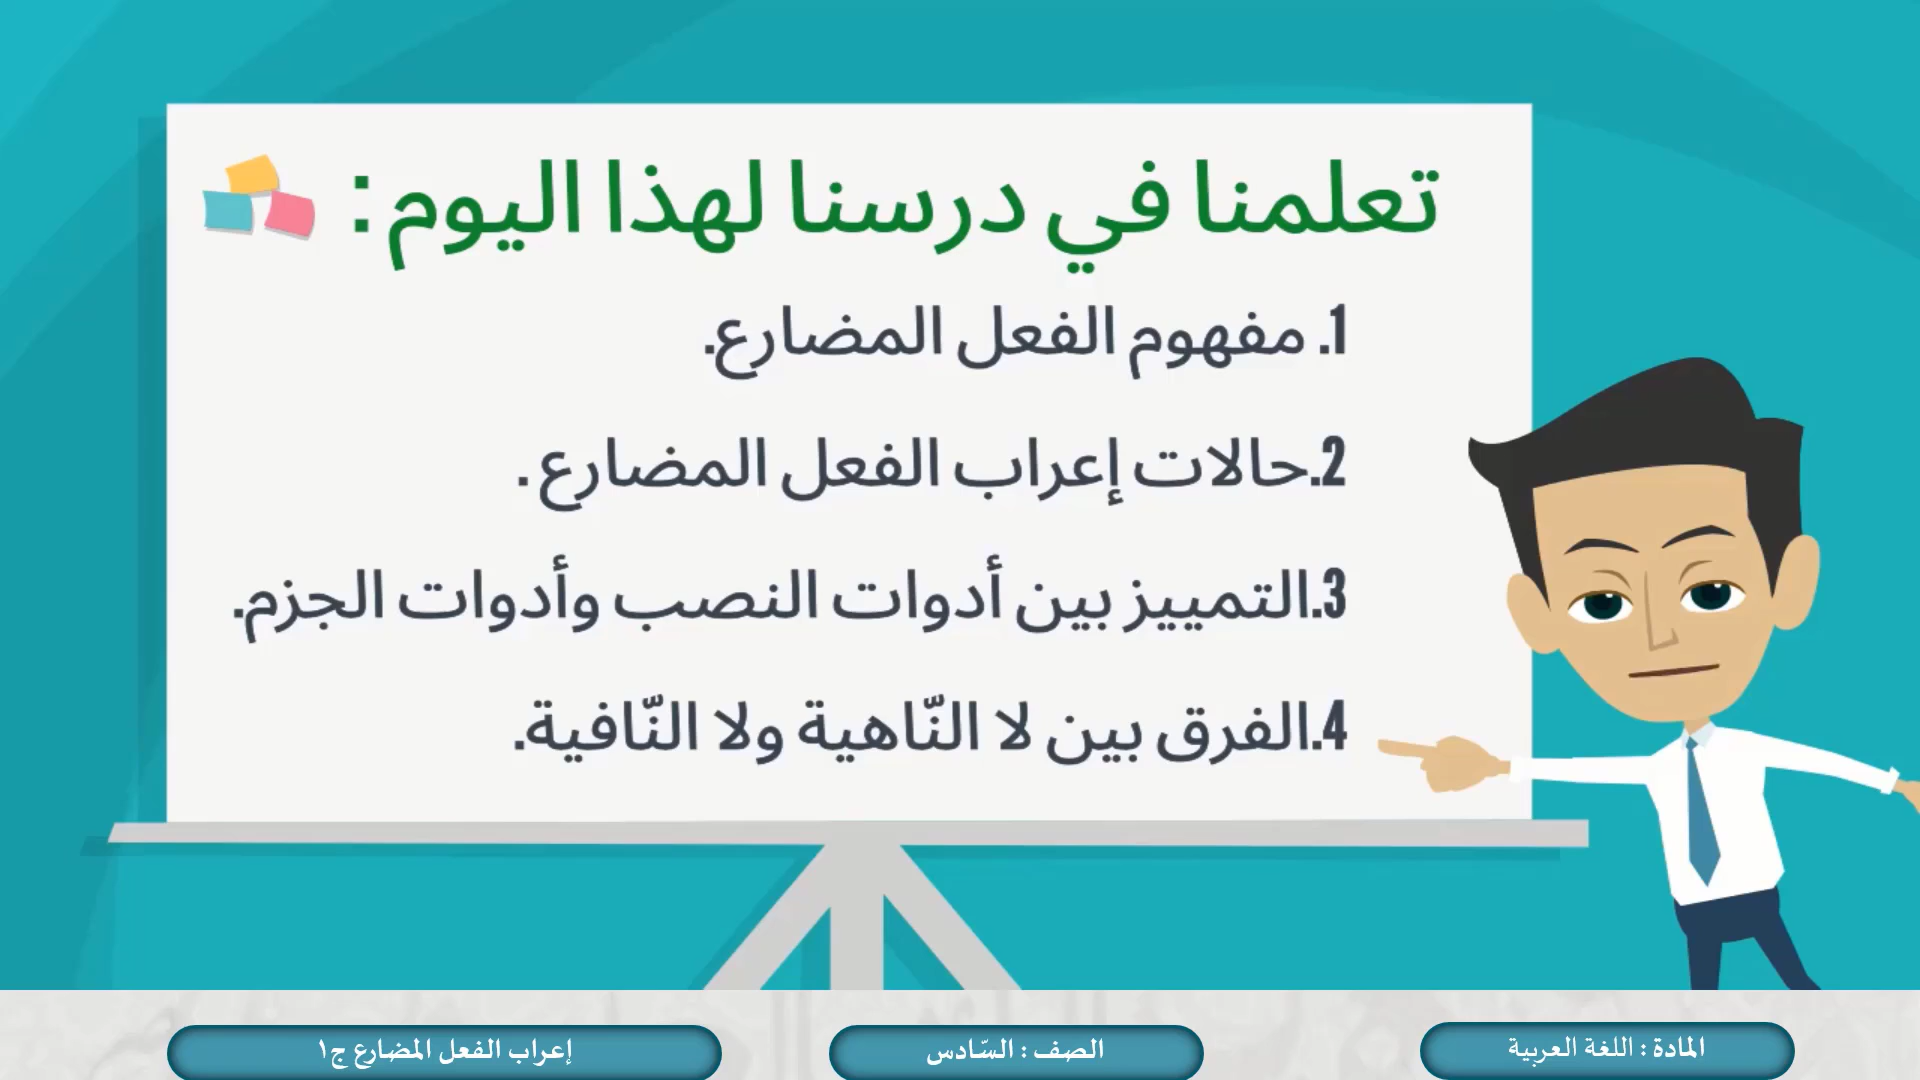 تعلمنا في درسنا لهذا اليوم :
1. مفهوم الفعل المضارع.
2.حالات إعراب الفعل المضارع .
3.التمييز بين أدوات النصب وأدوات الجزم.
4.الفرق بين لا النّاهية ولا النّافية.
المادة : اللغة العربية
الصف : السّادس
إعراب الفعل المضارع ج١